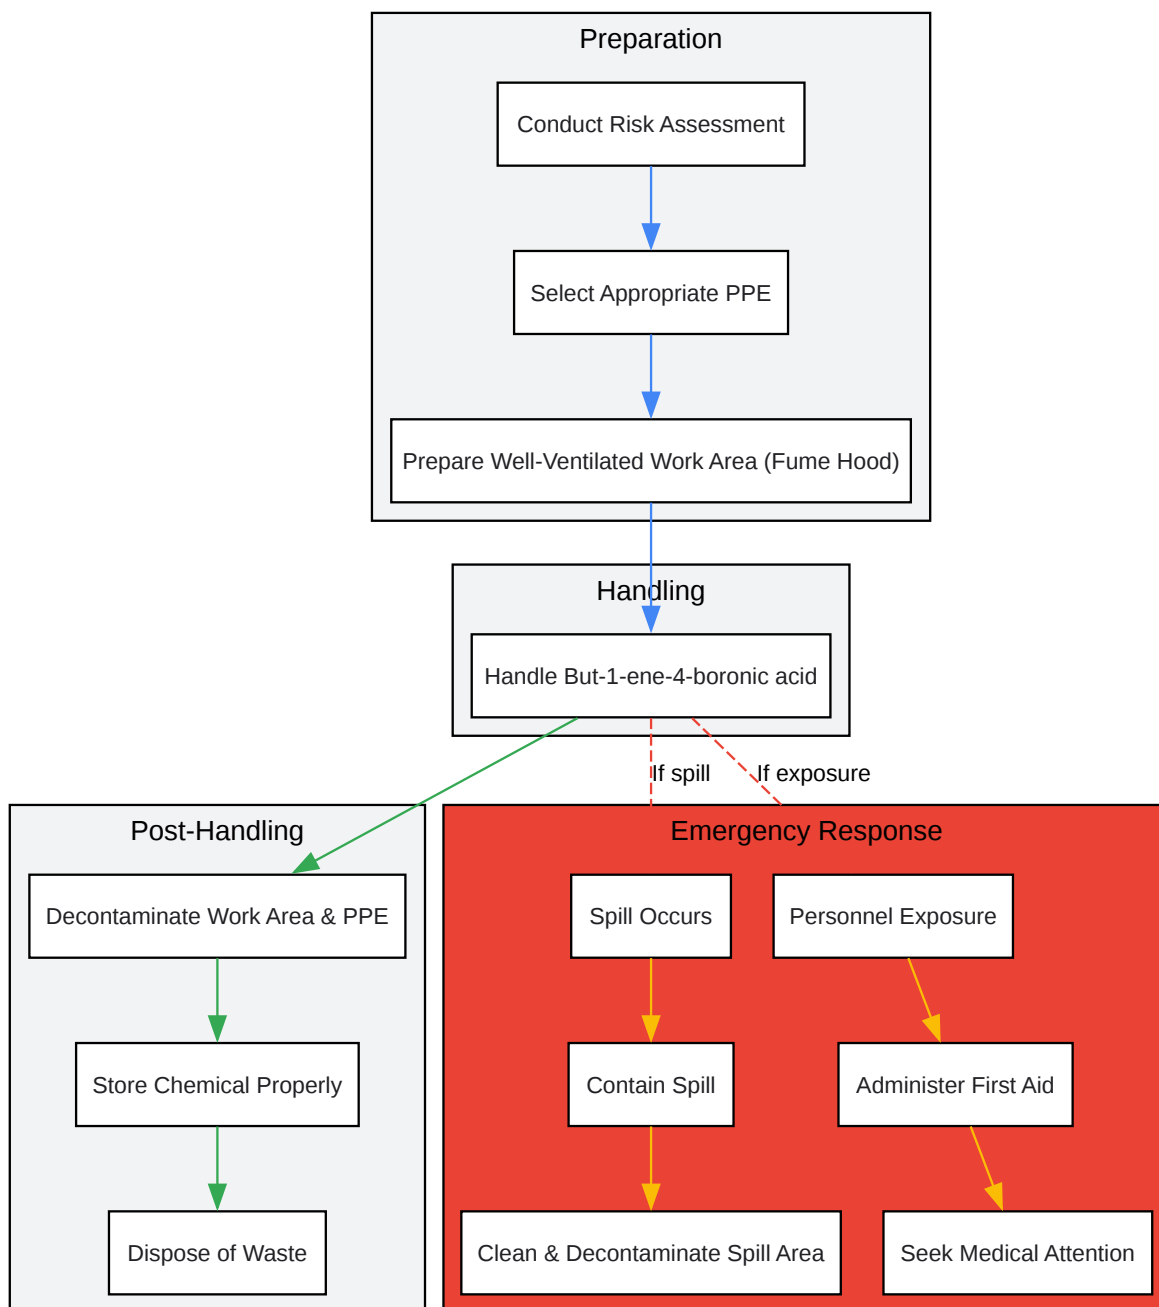 Preparation
Conduct Risk Assessment
Select Appropriate PPE
Prepare Well-Ventilated Work Area (Fume Hood)
Handling
Handle But-1-ene-4-boronic acid
If spill
If exposure
Post-Handling
Decontaminate Work Area & PPE
Store Chemical Properly
Dispose of Waste
Emergency Response
Spill Occurs
Personnel Exposure
Contain Spill
Administer First Aid
Clean & Decontaminate Spill Area
Seek Medical Attention